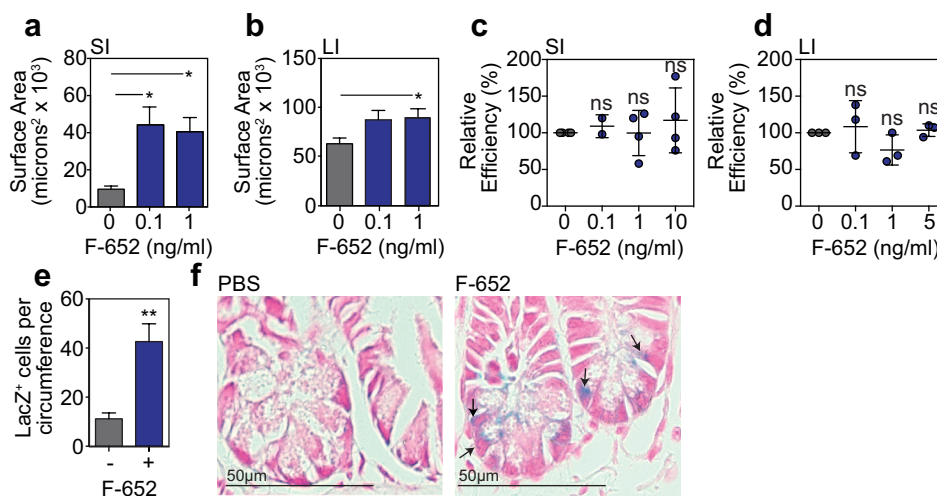 a
SI
Surface Area
(microns² x 10³)
60
40
20
0
*
*
0
0.1
1
F-652 (ng/ml)
b
LI
Surface Area
(microns² x 10³)
150
100
50
0
*
0
0.1
1
F-652 (ng/ml)
c
SI
Relative
Efficiency (%)
200
150
100
50
0
ns
ns
ns
0
0.1
1
10
F-652 (ng/ml)
d
LI
Relative
Efficiency (%)
200
150
100
50
0
ns
ns
ns
0
0.1
1
5
F-652 (ng/ml)
e
LacZ⁺ cells per
circumference
60
40
20
0
**
-
+
F-652
f
PBS
50μm
F-652
50μm